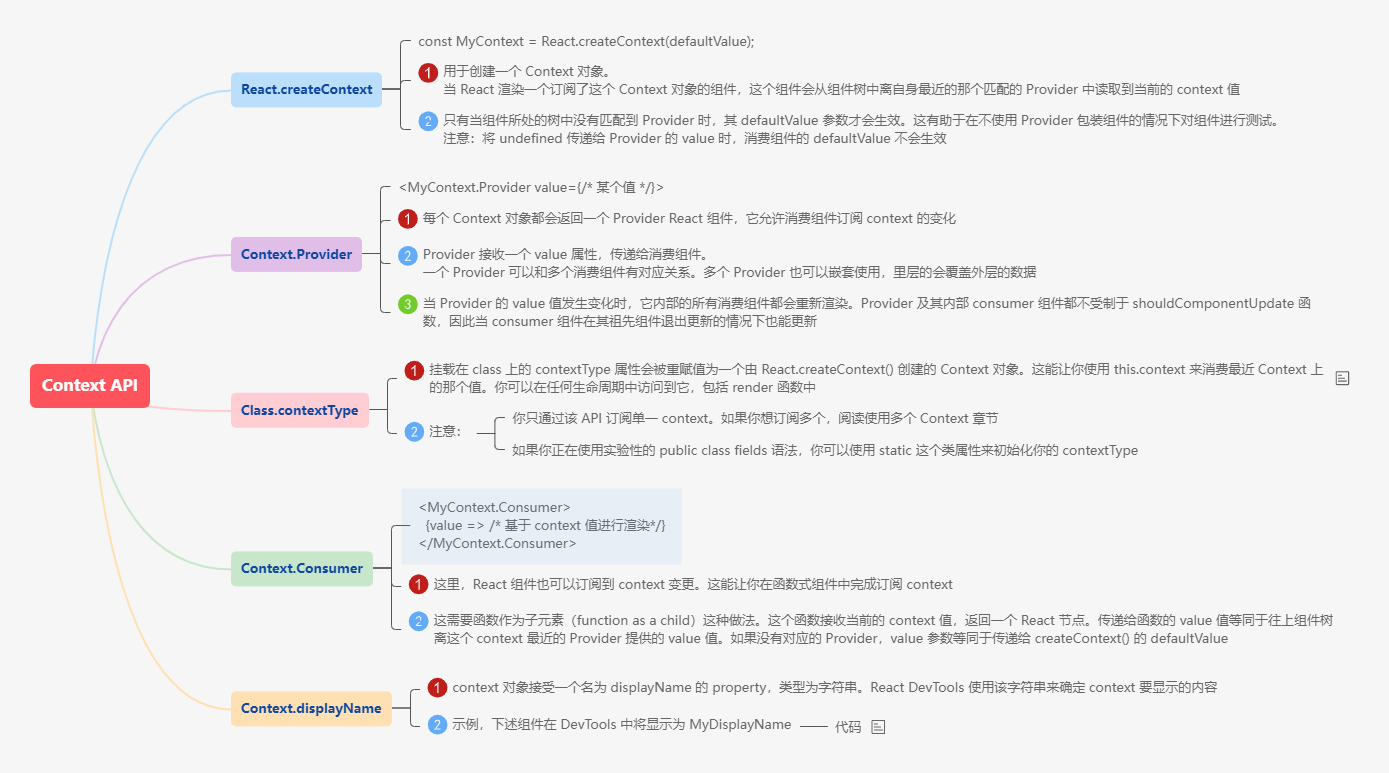 Context API
React.createContext
const MyContext = React.createContext(defaultValue);
1 用于创建一个 Context 对象。
当 React 渲染一个订阅了这个 Context 对象的组件，这个组件会从组件树中离自身最近的那个匹配的 Provider 中读取到当前的 context 值
2 只有当组件所处的树中没有匹配到 Provider 时，其 defaultValue 参数才会生效。这有助于在不使用 Provider 包装组件的情况下对组件进行测试。
注意：将 undefined 传递给 Provider 的 value 时，消费组件的 defaultValue 不会生效
Context.Provider
<MyContext.Provider value={/* 某个值 */}>
1 每个 Context 对象都会返回一个 Provider React 组件，它允许消费组件订阅 context 的变化
2 Provider 接收一个 value 属性，传递给消费组件。
一个 Provider 可以和多个消费组件有对应关系。多个 Provider 也可以嵌套使用，里层的会覆盖外层的数据
3 当 Provider 的 value 值发生变化时，它内部的所有消费组件都会重新渲染。Provider 及其内部 consumer 组件都不受制于 shouldComponentUpdate 函
数，因此当 consumer 组件在其祖先组件退出更新的情况下也能更新
Class.contextType
1 挂载在 class 上的 contextType 属性会被重赋值为一个由 React.createContext() 创建的 Context 对象。这能让你使用 this.context 来消费最近 Context 上
的那个值。你可以在任何生命周期中访问到它，包括 render 函数中
2 注意：
你只通过该 API 订阅单一 context。如果你想订阅多个，阅读使用多个 Context 章节
如果你正在使用实验性的 public class fields 语法，你可以使用 static 这个类属性来初始化你的 contextType
Context.Consumer
<MyContext.Consumer>
{value => /* 基于 context 值进行渲染*/}
</MyContext.Consumer>
1 这里，React 组件也可以订阅到 context 变更。这能让你在函数式组件中完成订阅 context
2 这需要函数作为子元素（function as a child）这种做法。这个函数接收当前的 context 值，返回一个 React 节点。传递给函数的 value 值等同于往上组件树
离这个 context 最近的 Provider 提供的 value 值。如果没有对应的 Provider，value 参数等同于传递给 createContext() 的 defaultValue
Context.displayName
1 context 对象接受一个名为 displayName 的 property，类型为字符串。React DevTools 使用该字符串来确定 context 要显示的内容
2 示例，下述组件在 DevTools 中将显示为 MyDisplayName
代码